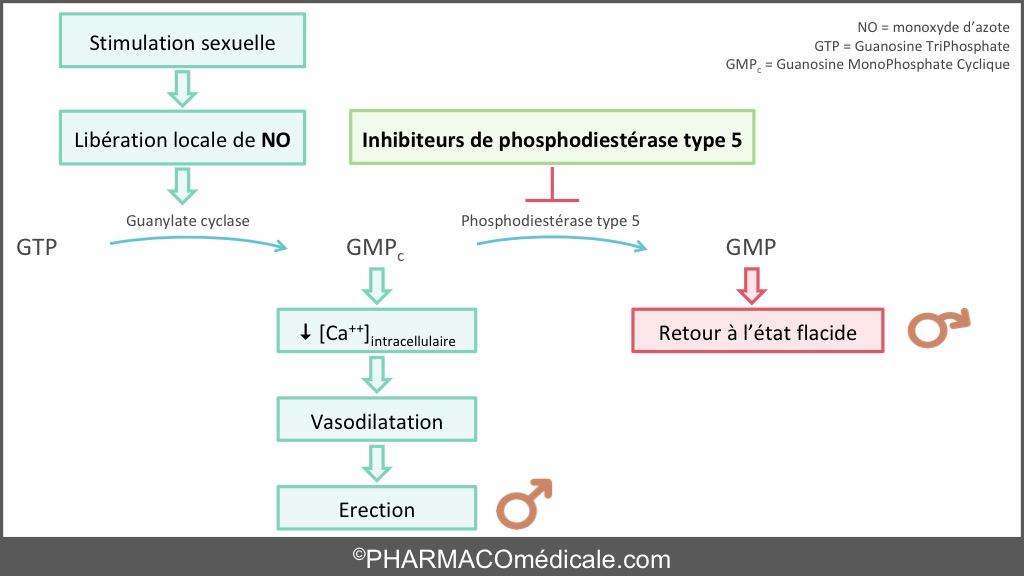 Stimulation sexuelle
NO = monoxyde d’azote
GTP = Guanosine TriPhosphate
GMPc = Guanosine MonoPhosphate Cyclique
Libération locale de NO
Inhibiteurs de phosphodiestérase type 5
Guanylate cyclase
Phosphodiestérase type 5
GTP
GMPc
GMP
↓ [Ca++]intracellulaire
Retour à l’état flacide
Vasodilatation
Erection
©PHARMACOmédicale.com